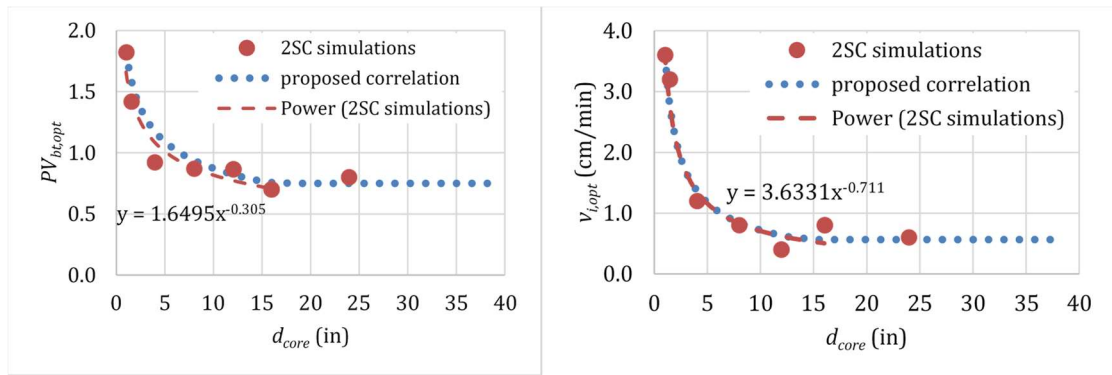 2.0
1.5
1.0
0.5
0.0
PV_bt,opt
2SC simulations
proposed correlation
Power (2SC simulations)
y = 1.6495x^-0.305
0 5 10 15 20 25 30 35 40
d_core (in)
4.0
3.0
2.0
1.0
0.0
v_i,opt (cm/min)
2SC simulations
proposed correlation
Power (2SC simulations)
y = 3.6331x^-0.711
0 5 10 15 20 25 30 35 40
d_core (in)